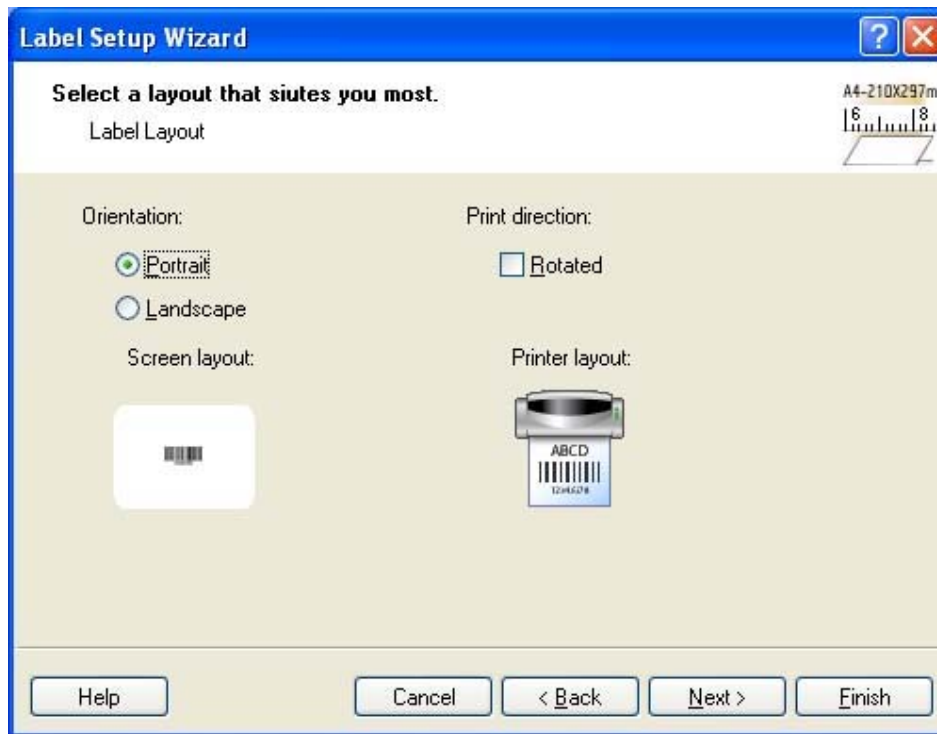 Label Setup Wizard
Select a layout that siutes you most.
Label Layout
A4-210X297m
6 8
Orientation:
Print direction:
Portrait
Rotated
Landscape
Screen layout:
Printer layout:
ABCD
12345678
Help
Cancel
< Back
Next >
Finish